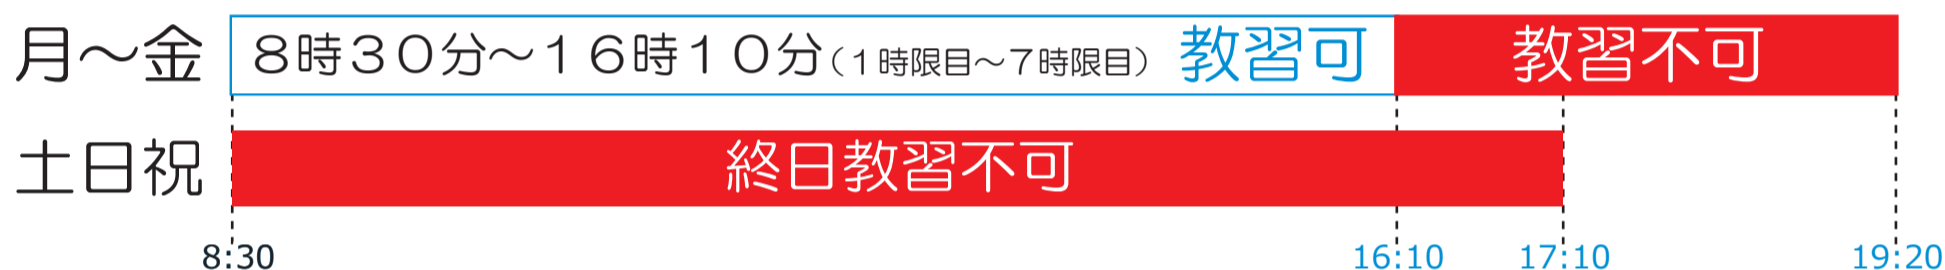 月～金 ８時３０分～１６時１０分（１時限目～７時限目） 教習可 教習不可
土日祝 終日教習不可
8:30 16:10 17:10 19:20